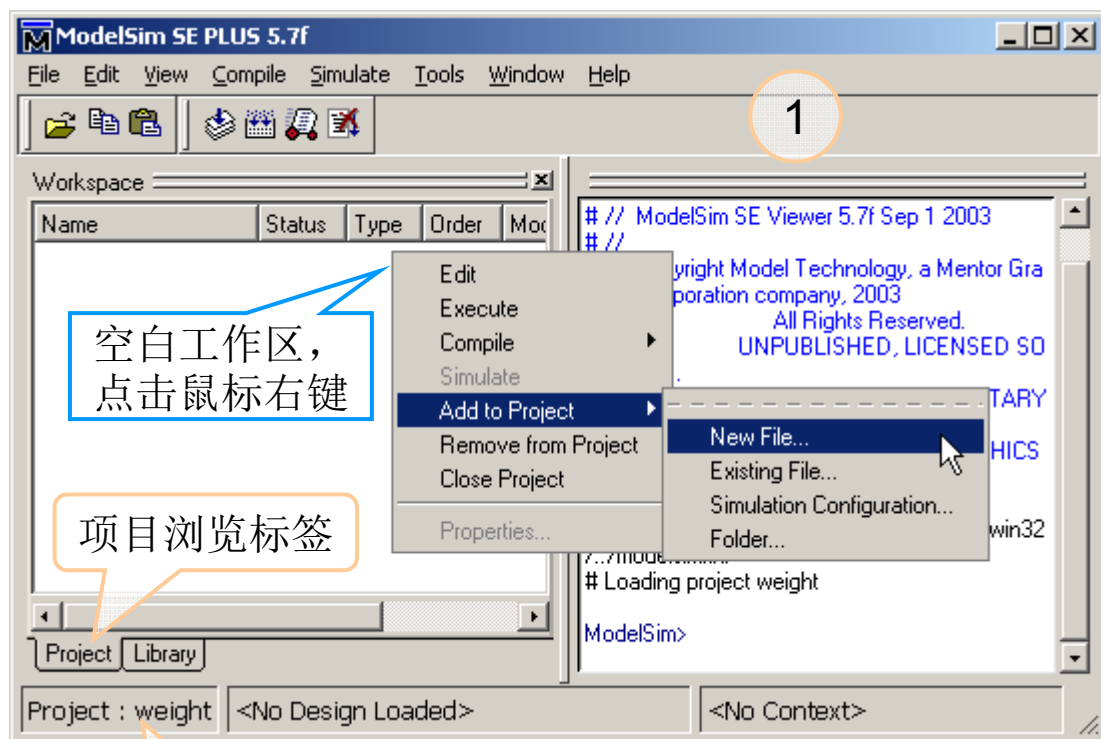 ModelSim SE PLUS 5.7f
File Edit View Compile Simulate Tools Window Help
1
Workspace
Name Status Type Order Mod
# // ModelSim SE Viewer 5.7f Sep 1 2003
# //
yright Model Technology, a Mentor Gra
poration company, 2003
All Rights Reserved.
UNPUBLISHED, LICENSED SO
.
TARY
HICS
win32
# Loading project weight
ModelSim>
空白工作区，
点击鼠标右键
Edit
Execute
Compile
Simulate
Add to Project
Remove from Project
Close Project
Properties...
New File...
Existing File...
Simulation Configuration...
Folder...
项目浏览标签
Project Library
Project : weight <No Design Loaded> <No Context>